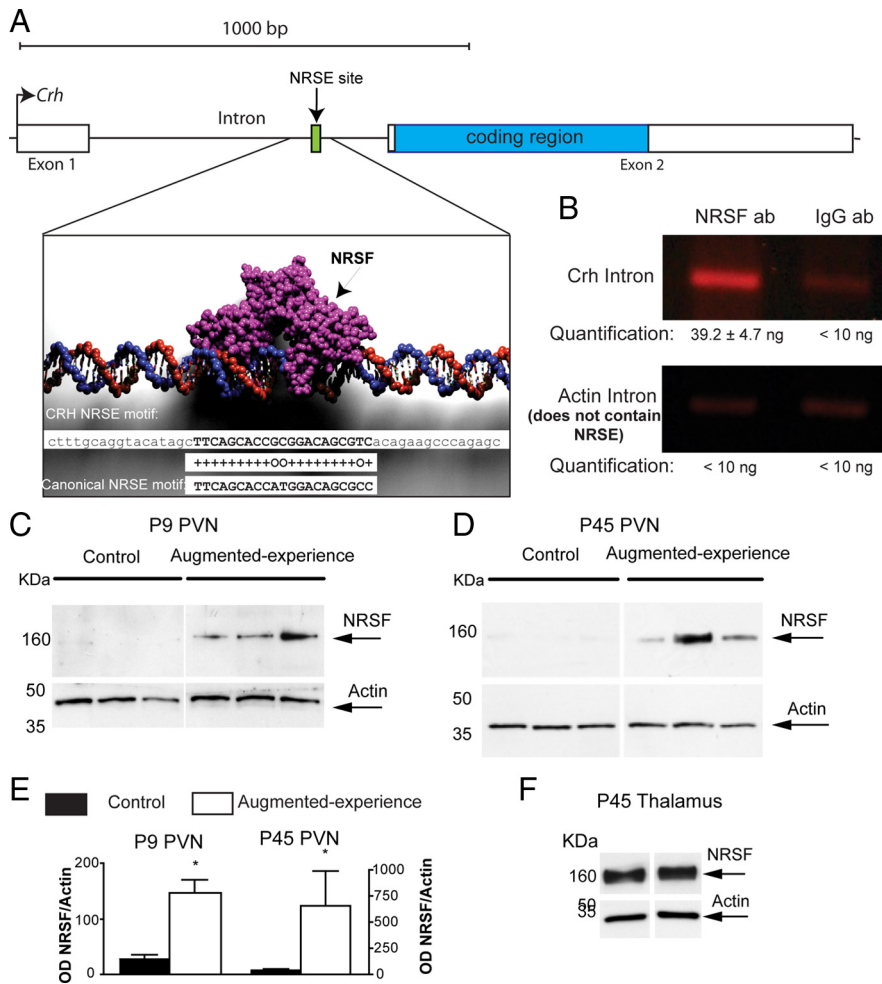 A
1000 bp
NRSE site
Crh
Intron
coding region
Exon 1
Exon 2
NRSF
CRH NRSE motif:
ctttgcaggtacatagcTTCAGCACCGCGGACAGCGTCacagaagcccagagc
+++++++++OO++++++++O+
Canonical NRSE motif:
TTCAGCACCATGGACAGCGCC
B
NRSF ab IgG ab
Crh Intron
Quantification: 39.2 ± 4.7 ng < 10 ng
Actin Intron
(does not contain
NRSE)
Quantification: < 10 ng < 10 ng
C
P9 PVN
Control Augmented-experience
KDa
160
NRSF
50
35
Actin
D
P45 PVN
Control Augmented-experience
KDa
160
NRSF
50
35
Actin
E
Control Augmented-experience
P9 PVN P45 PVN
* *
OD NRSF/Actin
200
100
0
1000
750
500
250
0
OD NRSF/Actin
F
P45 Thalamus
KDa
160
NRSF
50
35
Actin